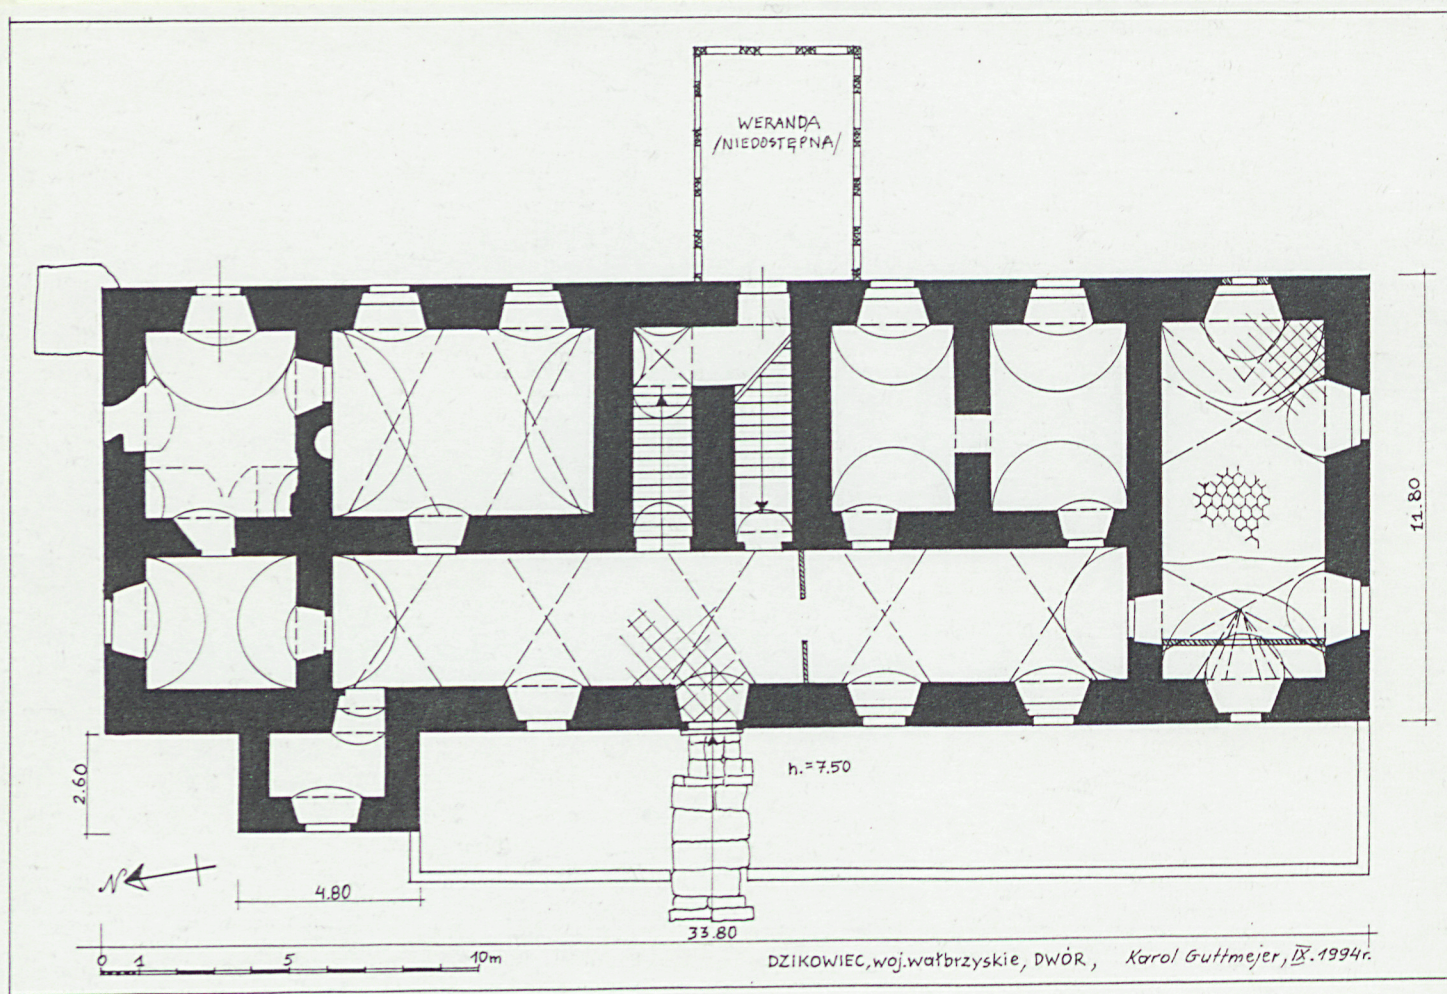 WERANDA
/NIEDOSTĘPNA/
11.80
2.60
h.=7.50
N
4.80
33.80
0 1 5 10m
DZIKOWIEC, woj. wałbrzyskie, DWÓR, Karol Guttmejer, IX. 1994r.